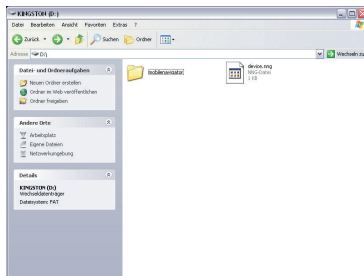 KINGSTON (D:)
Datei Bearbeiten Ansicht Favoriten Extras ?
Zurück Suchen Ordner
Adresse D:\ Wechseln zu
Datei- und Ordneraufgaben
Neuen Ordner erstellen
Ordner im Web veröffentlichen
Ordner freigeben
mobilenavigator
device.nng
NNG-Datei
1 KB
Andere Orte
Arbeitsplatz
Eigene Dateien
Netzwerkumgebung
Details
KINGSTON (D:)
Wechseldatenträger
Dateisystem: FAT